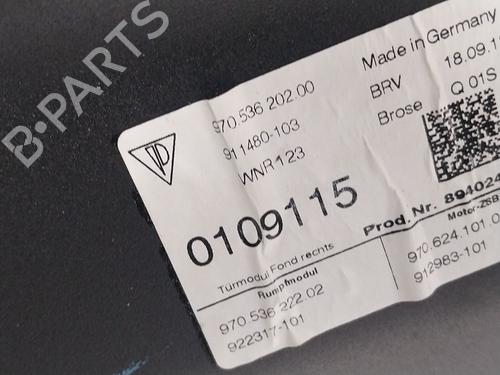 B-PARTS
970.536 202.00
911480-103
WNR123
0109115
Turmodul Fond rechts
Rumpfmodul
970.536.222.02
922317-101
Made in Germany
BRV
18.09.1
Brose
Q 01S
Prod.Nr. 894024
Motor-ZSB
970.624.101.0
912983-101